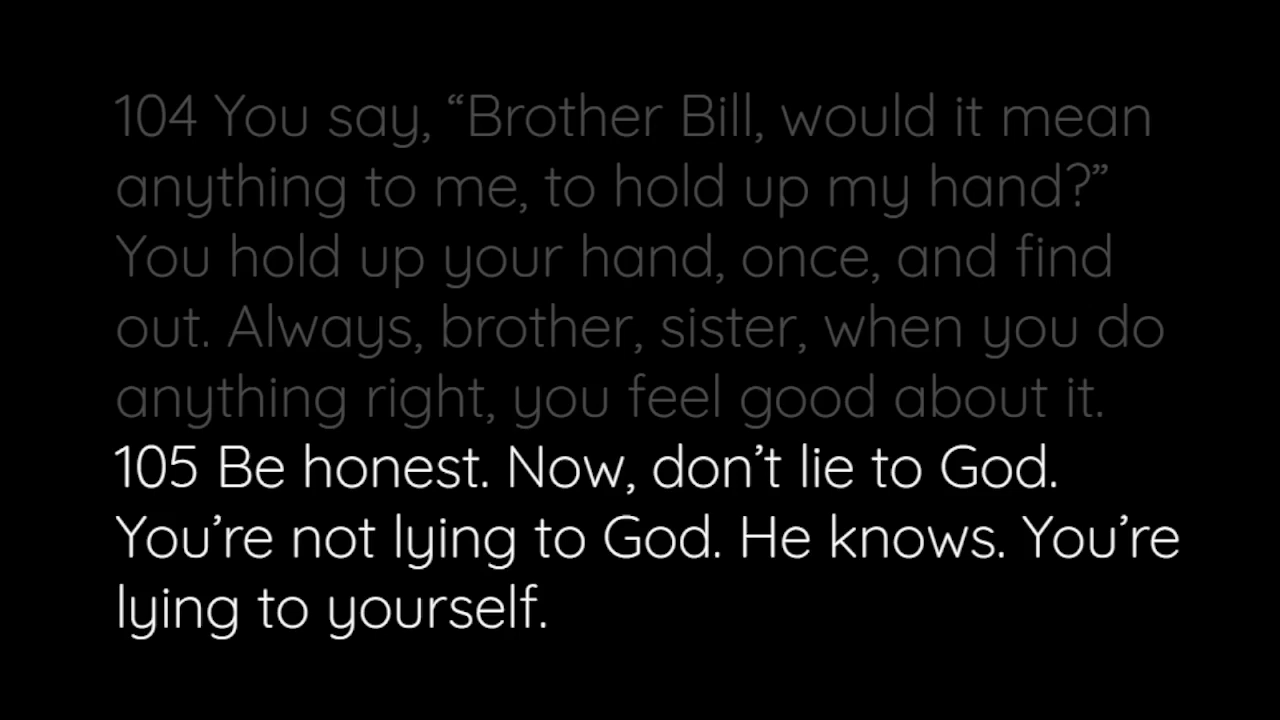 104 You say, “Brother Bill, would it mean
anything to me, to hold up my hand?”
You hold up your hand, once, and find
out. Always, brother, sister, when you do
anything right, you feel good about it.
105 Be honest. Now, don’t lie to God.
You’re not lying to God. He knows. You’re
lying to yourself.